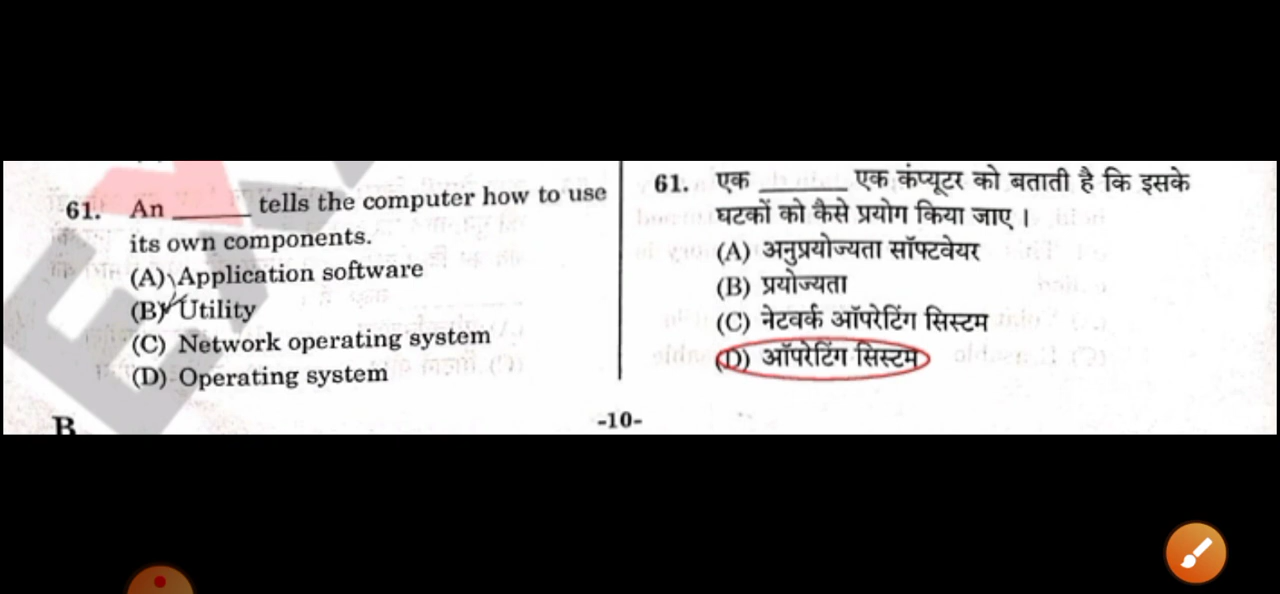 61. An ______ tells the computer how to use
its own components.
(A) Application software
(B) Utility
(C) Network operating system
(D) Operating system
B
-10-
61. एक ______ एक कंप्यूटर को बताती है कि इसके
घटकों को कैसे प्रयोग किया जाए ।
(A) अनुप्रयोज्यता सॉफ्टवेयर
(B) प्रयोज्यता
(C) नेटवर्क ऑपरेटिंग सिस्टम
(D) ऑपरेटिंग सिस्टम